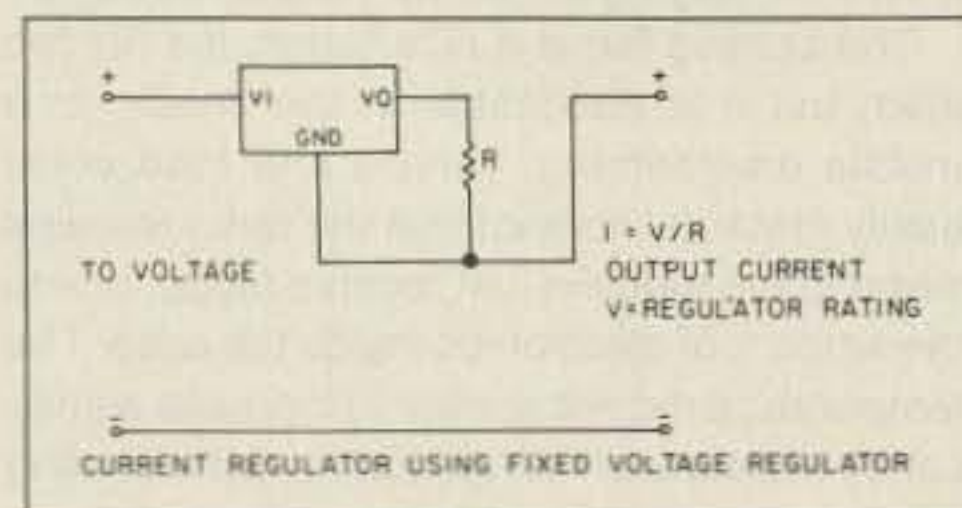 + +
VI VO
GND
R
I = V/R
TO VOLTAGE OUTPUT CURRENT
V=REGULATOR RATING
- -
CURRENT REGULATOR USING FIXED VOLTAGE REGULATOR